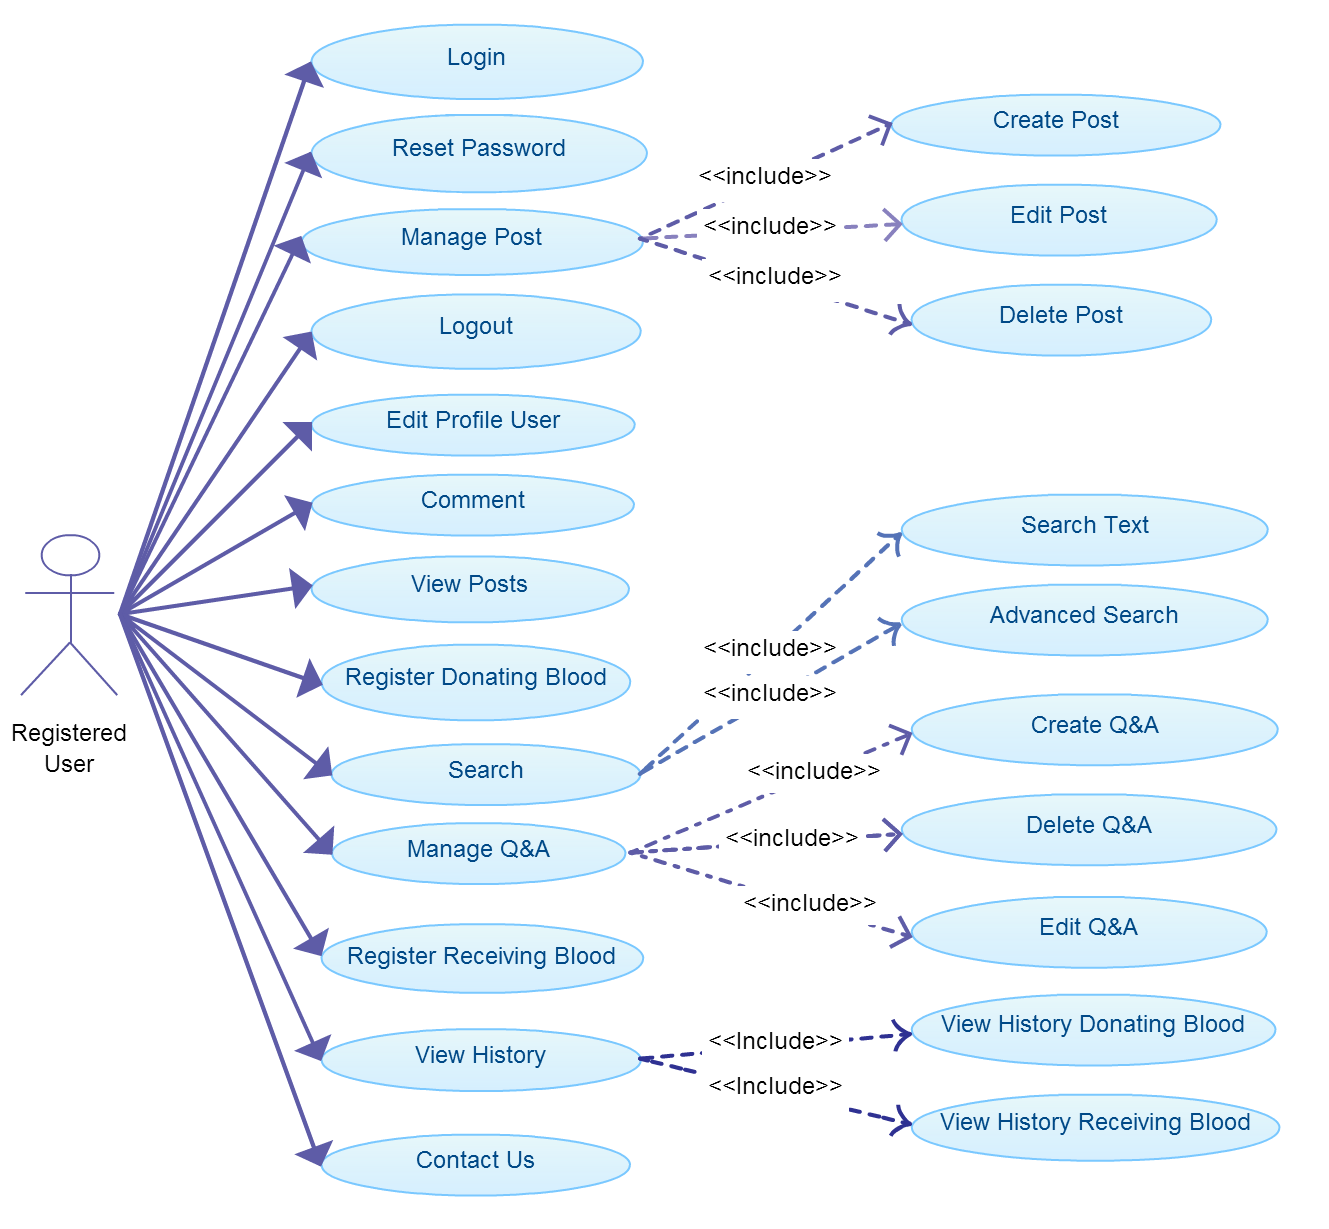 Login
Reset Password
Manage Post
Logout
Edit Profile User
Comment
View Posts
Register Donating Blood
Search
Manage Q&A
Register Receiving Blood
View History
Contact Us
Registered
User
<<include>>
<<include>>
<<include>>
Create Post
Edit Post
Delete Post
<<include>>
<<include>>
Search Text
Advanced Search
<<include>>
<<include>>
<<include>>
Create Q&A
Delete Q&A
Edit Q&A
<<Include>>
<<Include>>
View History Donating Blood
View History Receiving Blood